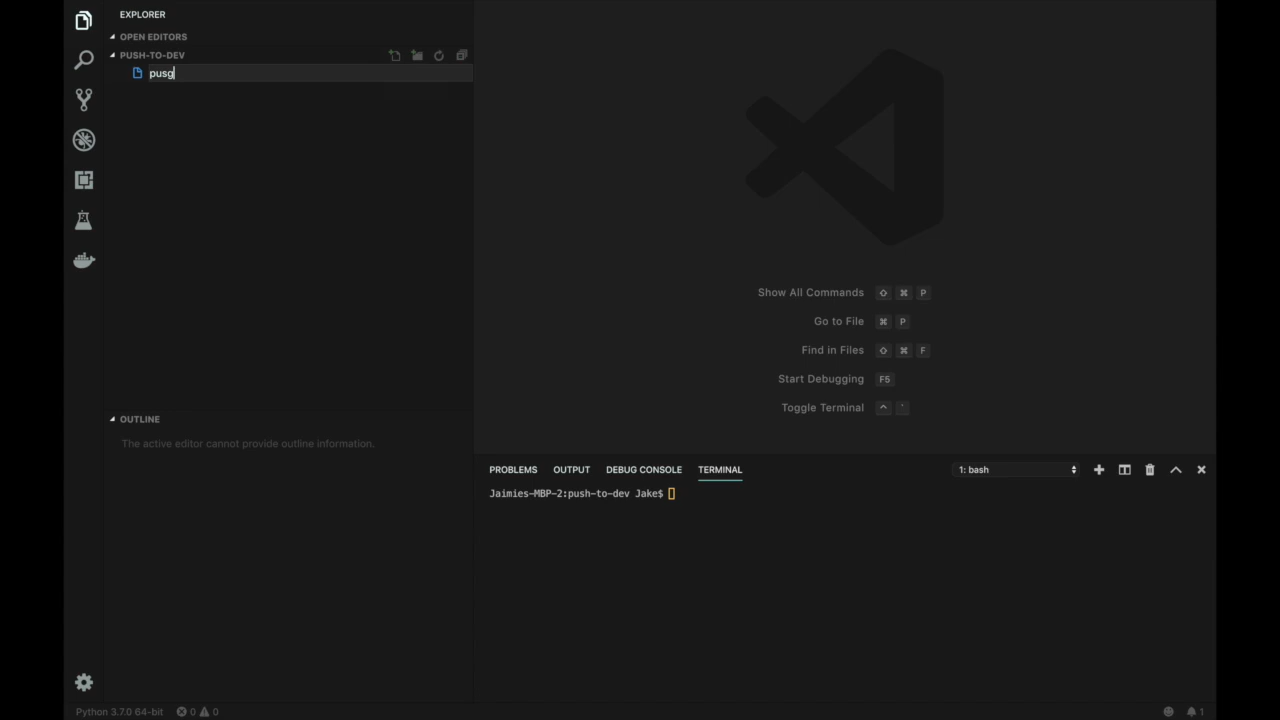 EXPLORER
OPEN EDITORS
PUSH-TO-DEV
pusg
Show All Commands ⇧ ⌘ P
Go to File ⌘ P
Find in Files ⇧ ⌘ F
Start Debugging F5
Toggle Terminal ^ `
OUTLINE
The active editor cannot provide outline information.
PROBLEMS OUTPUT DEBUG CONSOLE TERMINAL 1: bash
Jaimies-MBP-2:push-to-dev Jake$
Python 3.7.0 64-bit 0 0 1